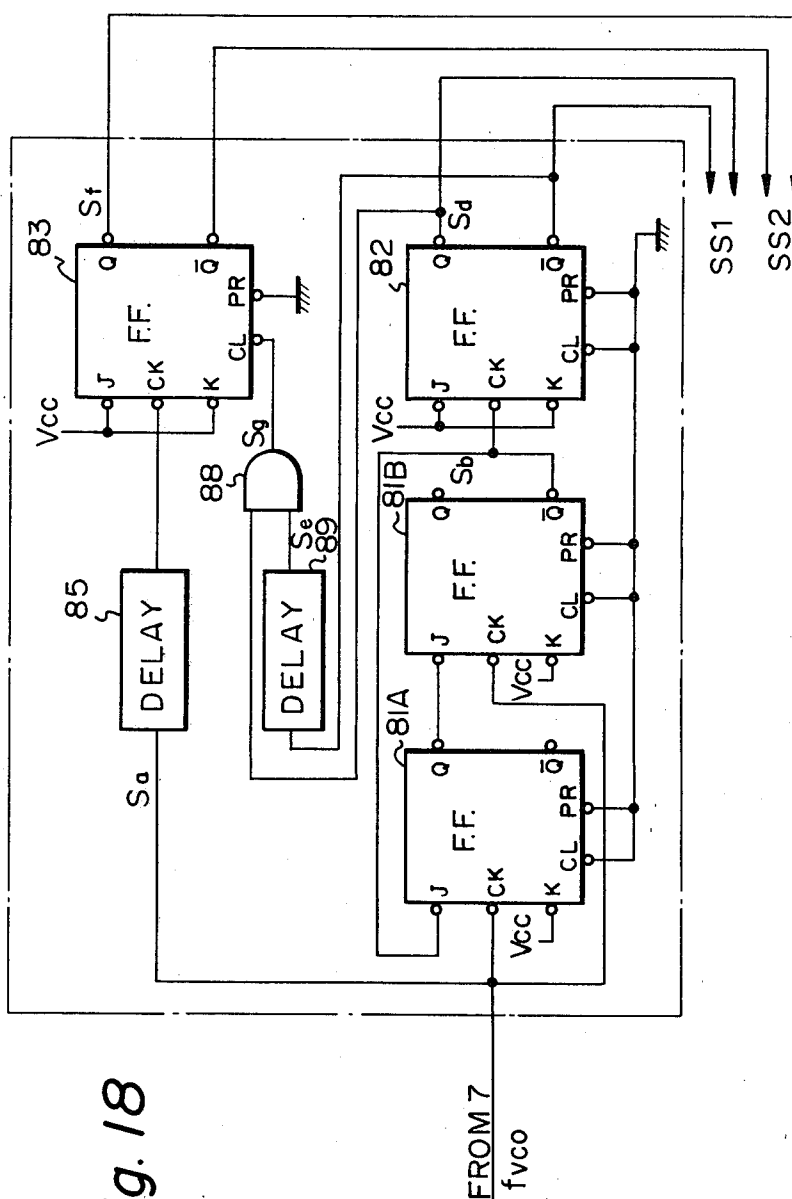 g. 18
FROM 7
fvco
Sa
85
DELAY
Vcc
83
Sf
J
CK
K
F.F.
Q
Q̅
PR
CL
88
Sg
Se
89
DELAY
81A
J
CK
K
Vcc
F.F.
Q
Q̅
CL
PR
81B
Sb
J
CK
K
Vcc
F.F.
Q
Q̅
CL
PR
82
Sd
Vcc
J
CK
K
F.F.
Q
Q̅
CL
PR
SS1
SS2